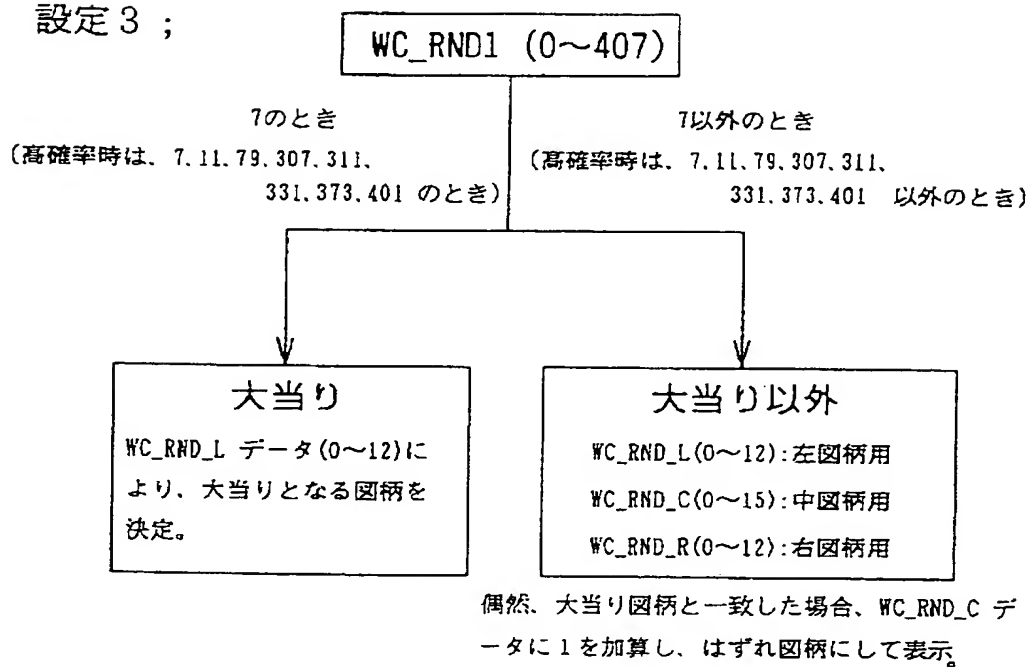 設定3;
WC_RND1 (0〜407)
7のとき
(高確率時は、7.11.79.307.311、
331.373.401 のとき)
7以外のとき
(高確率時は、7.11.79.307.311、
331.373.401 以外のとき)
大当り
WC_RND_L データ(0〜12)に
より、大当りとなる図柄を
決定。
大当り以外
WC_RND_L(0〜12):左図柄用
WC_RND_C(0〜15):中図柄用
WC_RND_R(0〜12):右図柄用
偶然、大当り図柄と一致した場合、WC_RND_C デ
ータに1を加算し、はずれ図柄にして表示。